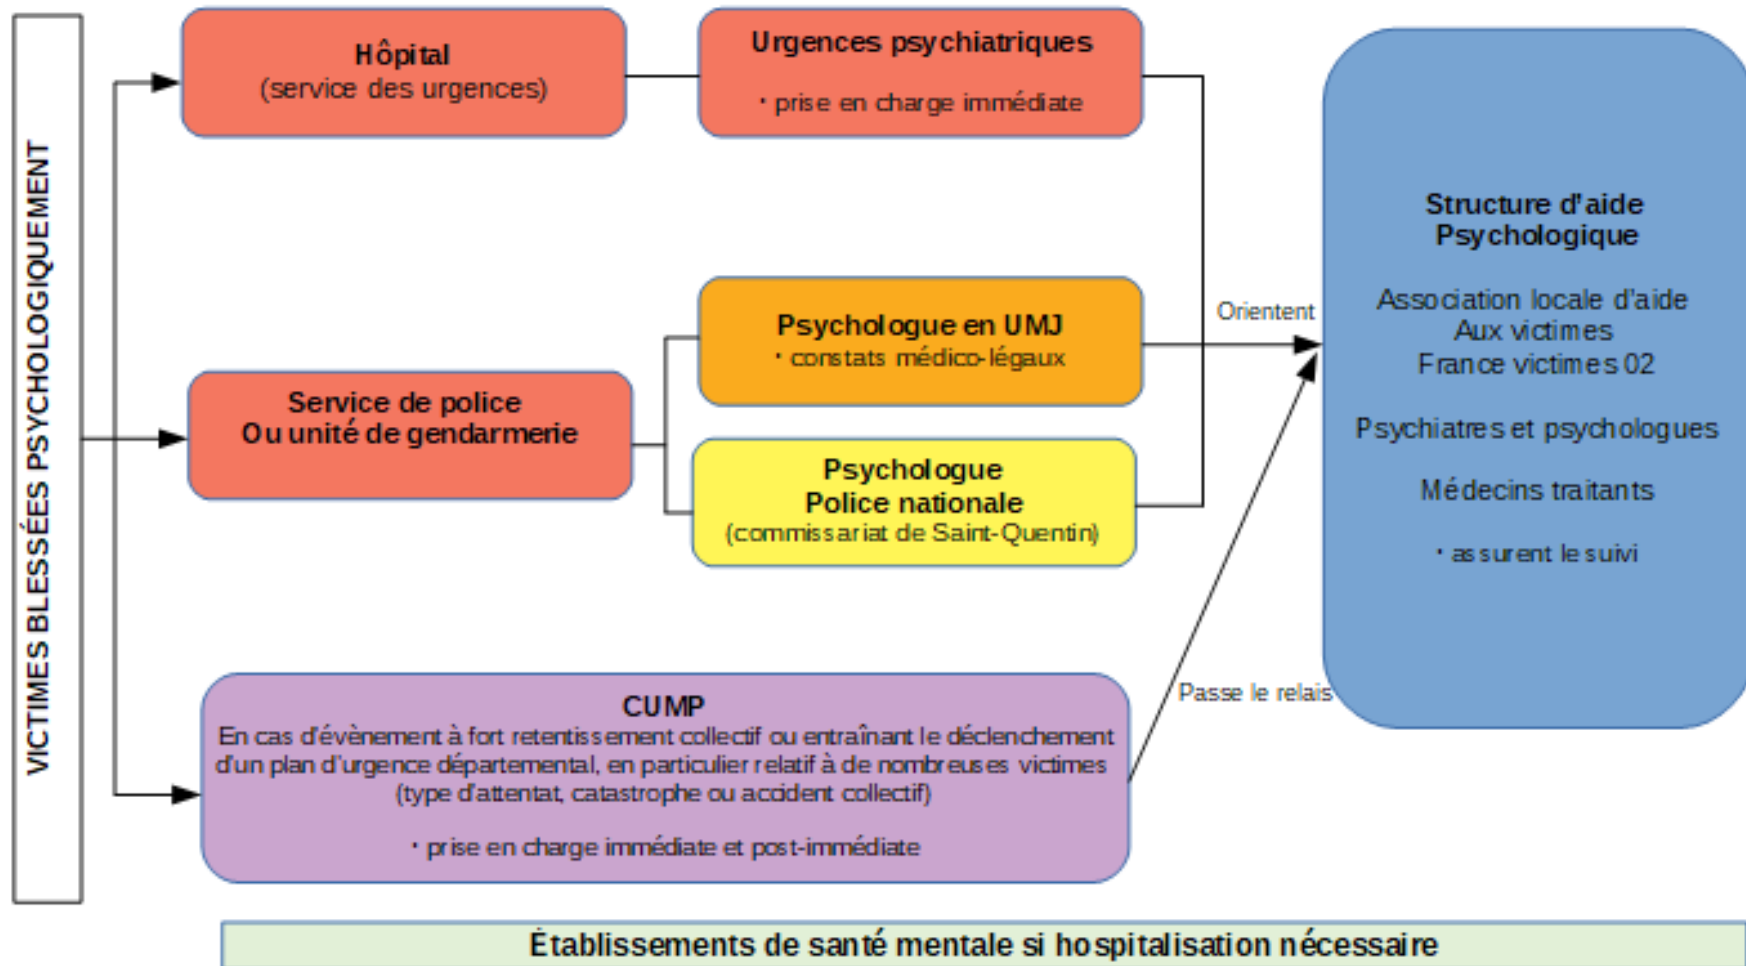 VICTIMES BLESSÉES PSYCHOLOGIQUEMENT
Hôpital
(service des urgences)
Urgences psychiatriques
· prise en charge immédiate
Service de police
Ou unité de gendarmerie
Psychologue en UMJ
· constats médico-légaux
Psychologue
Police nationale
(commissariat de Saint-Quentin)
CUMP
En cas d'évènement à fort retentissement collectif ou entraînant le déclenchement
d'un plan d'urgence départemental, en particulier relatif à de nombreuses victimes
(type d'attentat, catastrophe ou accident collectif)
· prise en charge immédiate et post-immédiate
Orientent
Passe le relais
Structure d'aide
Psychologique
Association locale d'aide
Aux victimes
France victimes 02
Psychiatres et psychologues
Médecins traitants
· assurent le suivi
Établissements de santé mentale si hospitalisation nécessaire